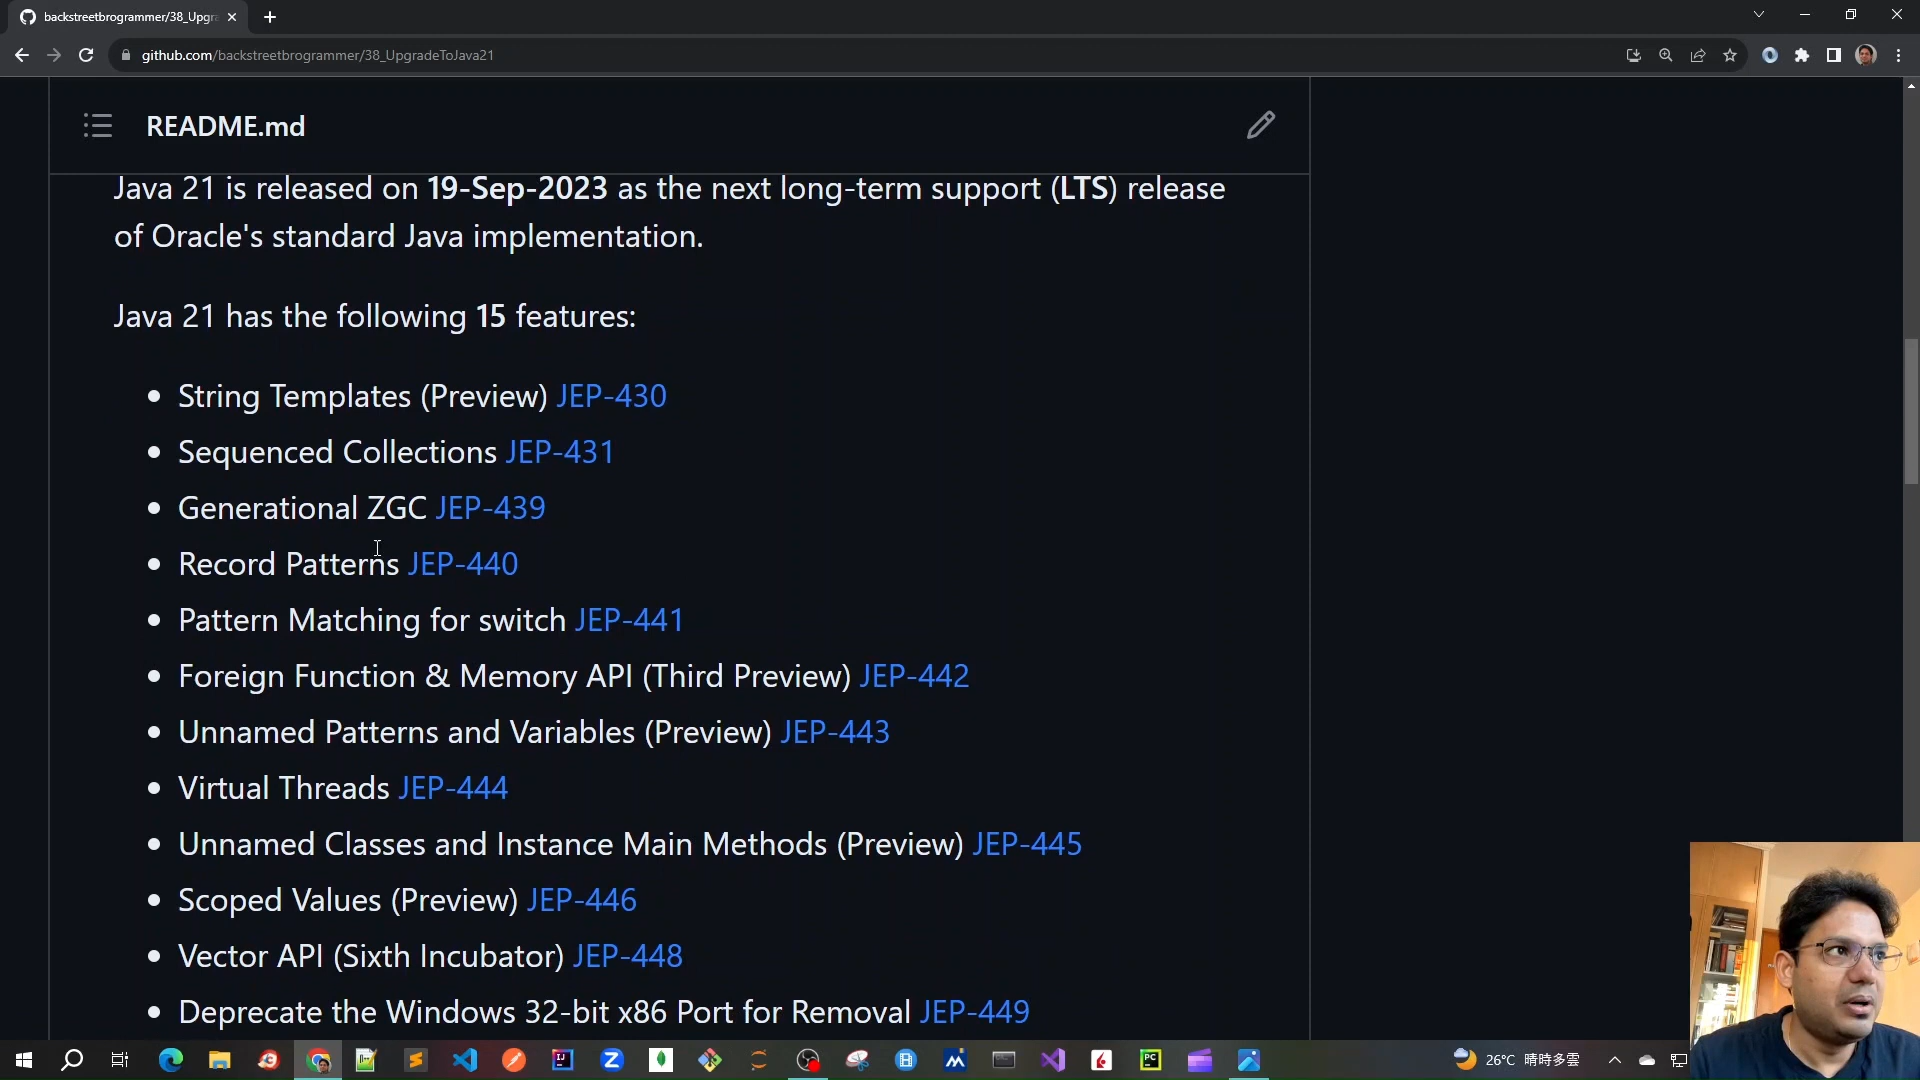 backstreetbrogrammer/38_Upgra
github.com/backstreetbrogrammer/38_UpgradeToJava21
README.md
Java 21 is released on 19-Sep-2023 as the next long-term support (LTS) release
of Oracle's standard Java implementation.
Java 21 has the following 15 features:
String Templates (Preview) JEP-430
Sequenced Collections JEP-431
Generational ZGC JEP-439
Record Patterns JEP-440
Pattern Matching for switch JEP-441
Foreign Function & Memory API (Third Preview) JEP-442
Unnamed Patterns and Variables (Preview) JEP-443
Virtual Threads JEP-444
Unnamed Classes and Instance Main Methods (Preview) JEP-445
Scoped Values (Preview) JEP-446
Vector API (Sixth Incubator) JEP-448
Deprecate the Windows 32-bit x86 Port for Removal JEP-449
26°C 晴時多雲